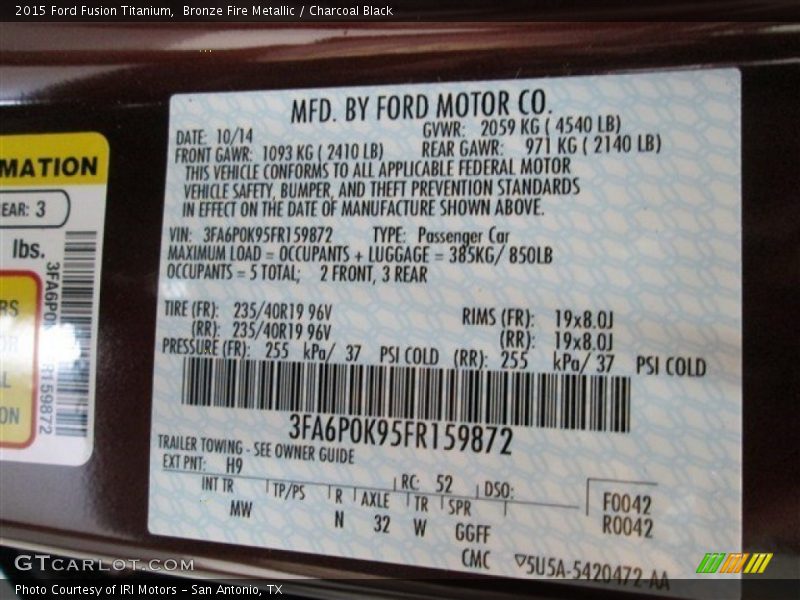 2015 Ford Fusion Titanium, Bronze Fire Metallic / Charcoal Black
MFD. BY FORD MOTOR CO.
DATE: 10/14 GVWR: 2059 KG ( 4540 LB)
FRONT GAWR: 1093 KG ( 2410 LB) REAR GAWR: 971 KG ( 2140 LB)
THIS VEHICLE CONFORMS TO ALL APPLICABLE FEDERAL MOTOR
VEHICLE SAFETY, BUMPER, AND THEFT PREVENTION STANDARDS
IN EFFECT ON THE DATE OF MANUFACTURE SHOWN ABOVE.
VIN: 3FA6P0K95FR159872 TYPE: Passenger Car
MAXIMUM LOAD = OCCUPANTS + LUGGAGE = 385KG/ 850LB
OCCUPANTS = 5 TOTAL; 2 FRONT, 3 REAR
TIRE (FR): 235/40R19 96V RIMS (FR): 19x8.0J
(RR): 235/40R19 96V (RR): 19x8.0J
PRESSURE (FR): 255 kPa/ 37 PSI COLD (RR): 255 kPa/ 37 PSI COLD
3FA6P0K95FR159872
TRAILER TOWING - SEE OWNER GUIDE
EXT PNT: H9 RC: 52 DSO:
INT TR TP/PS R AXLE TR SPR
MW N 32 W GGFF
F0042
R0042
CMC 5U5A-5420472 AA
MATION
EAR: 3
lbs.
RS
OR
L
ON
GTCARLOT.COM
Photo Courtesy of IRI Motors – San Antonio, TX